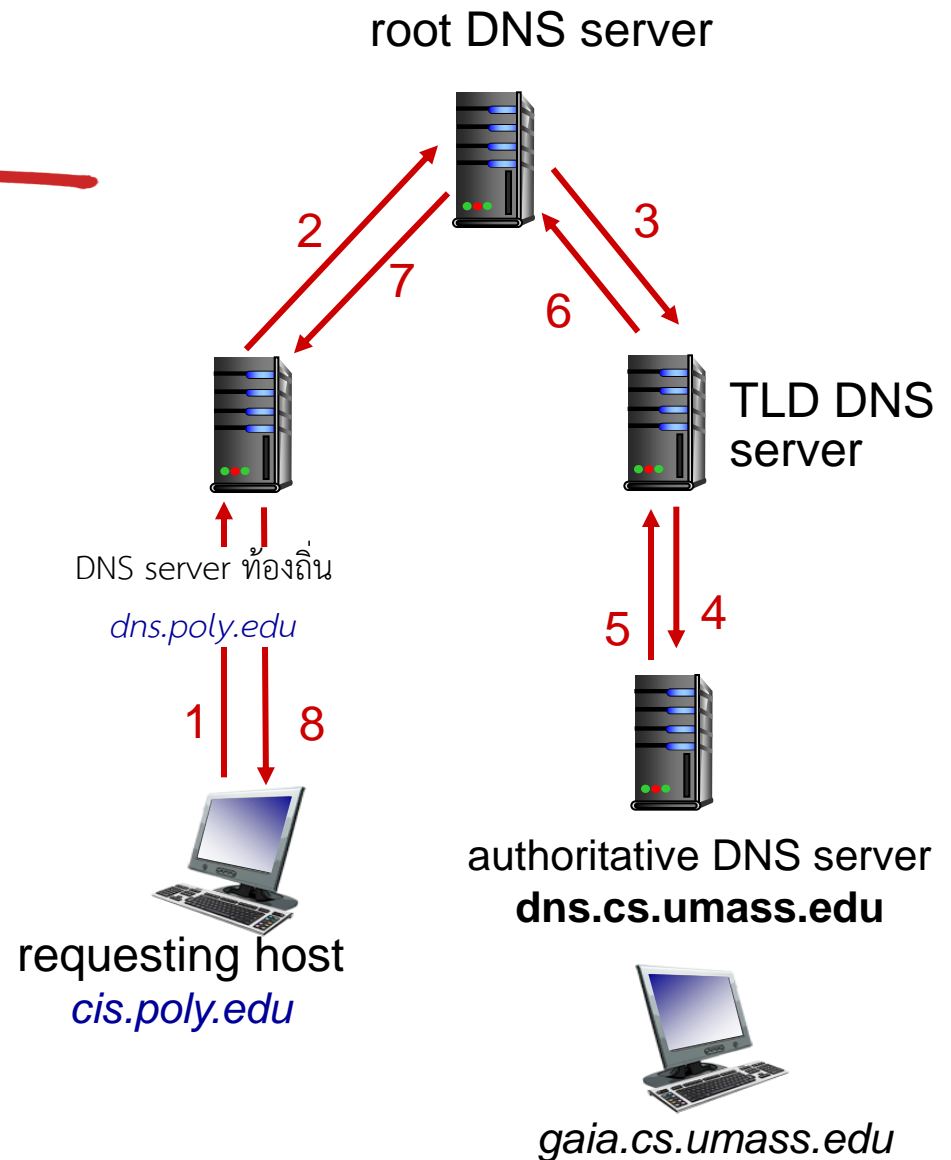 root DNS server
2
3
7
6
TLD DNS
server
DNS server ท้องถิ่น
dns.poly.edu
5
4
1
8
authoritative DNS server
dns.cs.umass.edu
requesting host
cis.poly.edu
gaia.cs.umass.edu